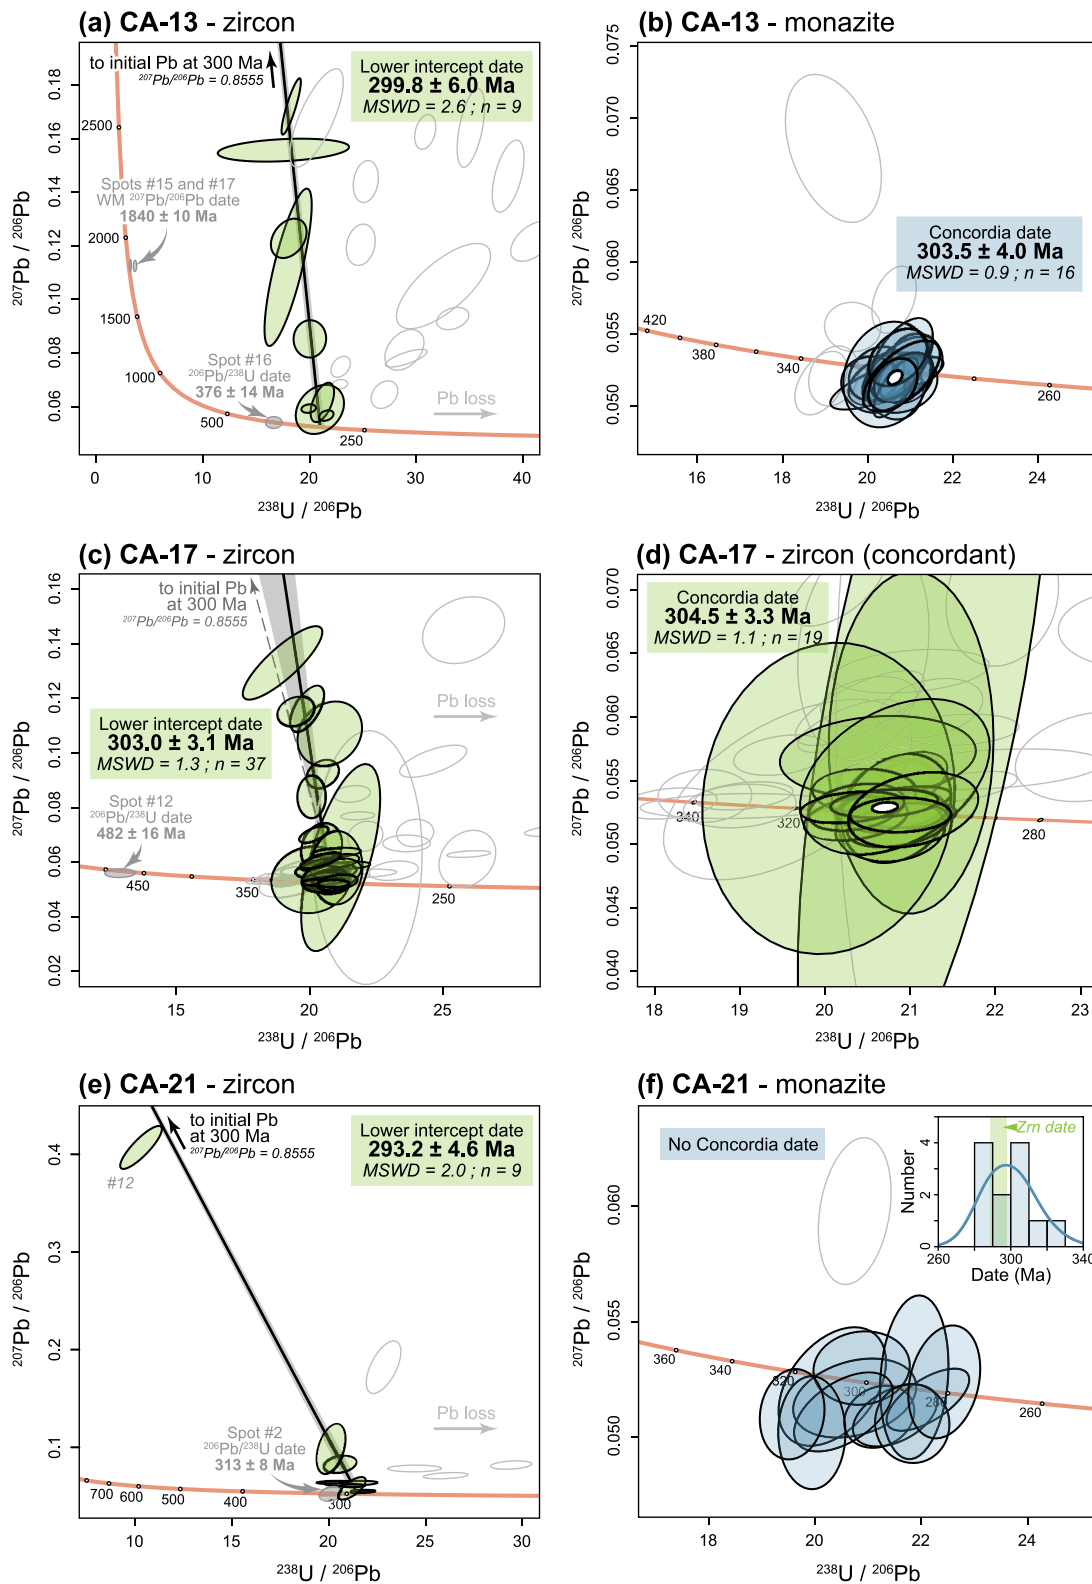 (a) CA-13 - zircon
to initial Pb at 300 Ma
207Pb/206Pb = 0.8555
Lower intercept date
299.8 ± 6.0 Ma
MSWD = 2.6 ; n = 9
2500
Spots #15 and #17
WM 207Pb/206Pb date
1840 ± 10 Ma
2000
1500
1000
Spot #16
206Pb/238U date
376 ± 14 Ma
500
250
Pb loss
0.18
0.16
0.14
0.12
0.10
0.08
0.06
207Pb / 206Pb
0 10 20 30 40
238U / 206Pb
(b) CA-13 - monazite
Concordia date
303.5 ± 4.0 Ma
MSWD = 0.9 ; n = 16
420
380
340
260
0.075
0.070
0.065
0.060
0.055
0.050
207Pb / 206Pb
16 18 20 22 24
238U / 206Pb
(c) CA-17 - zircon
to initial Pb
at 300 Ma
207Pb/206Pb = 0.8555
Pb loss
Lower intercept date
303.0 ± 3.1 Ma
MSWD = 1.3 ; n = 37
Spot #12
206Pb/238U date
482 ± 16 Ma
450
350
250
0.16
0.14
0.12
0.10
0.08
0.06
0.04
0.02
207Pb / 206Pb
15 20 25
238U / 206Pb
(d) CA-17 - zircon (concordant)
Concordia date
304.5 ± 3.3 Ma
MSWD = 1.1 ; n = 19
340
320
280
0.070
0.065
0.060
0.055
0.050
0.045
0.040
207Pb / 206Pb
18 19 20 21 22 23
238U / 206Pb
(e) CA-21 - zircon
to initial Pb
at 300 Ma
207Pb/206Pb = 0.8555
Lower intercept date
293.2 ± 4.6 Ma
MSWD = 2.0 ; n = 9
#12
Pb loss
Spot #2
206Pb/238U date
313 ± 8 Ma
700
600
500
400
300
0.4
0.3
0.2
0.1
207Pb / 206Pb
10 15 20 25 30
238U / 206Pb
(f) CA-21 - monazite
No Concordia date
Zrn date
Number
4
2
0
260 300 340
Date (Ma)
360
340
320
300
280
260
0.060
0.055
0.050
207Pb / 206Pb
18 20 22 24
238U / 206Pb